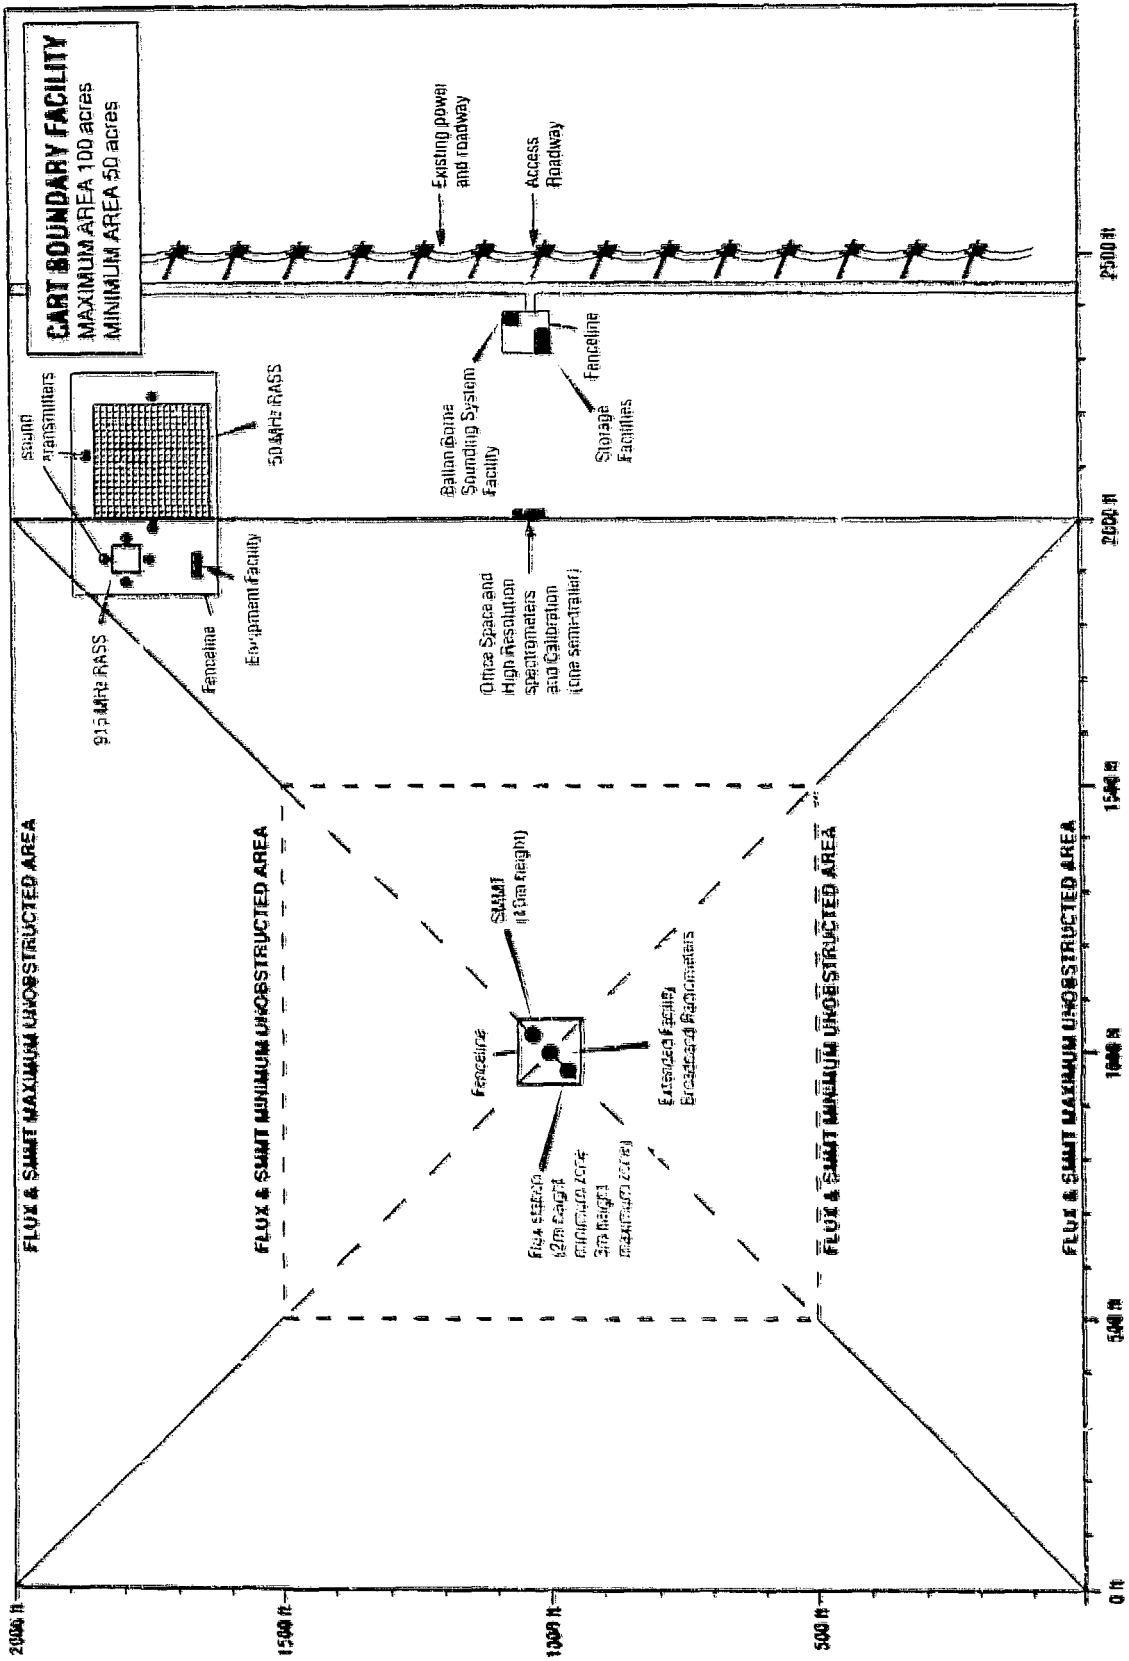 CART BOUNDARY FACILITY
MAXIMUM AREA 100 acres
MINIMUM AREA 50 acres
Sound
transmitters
50 MHz RASS
915 MHz RASS
Fenceline
Equipment Facility
Existing power
and roadway
Access
Roadway
Ballon Borne
Sounding System
Facility
Storage
Facilities
Fenceline
Office Space and
High Resolution
spectrometers
and Calibration
(one semi-trailer)
FLUX & SMMT MAXIMUM UNOBSTRUCTED AREA
FLUX & SMMT MINIMUM UNOBSTRUCTED AREA
SMMT
height)
Fenceline
Extended Facility
Broadband Radiometers
Flux station
(2m height
minimum zone
3m height
maximum zone)
FLUX & SMMT MINIMUM UNOBSTRUCTED AREA
FLUX & SMMT MAXIMUM UNOBSTRUCTED AREA
2000 ft
1500 ft
1000 ft
500 ft
0 ft
500 ft
1000 ft
1500 ft
2000 ft
2500 ft